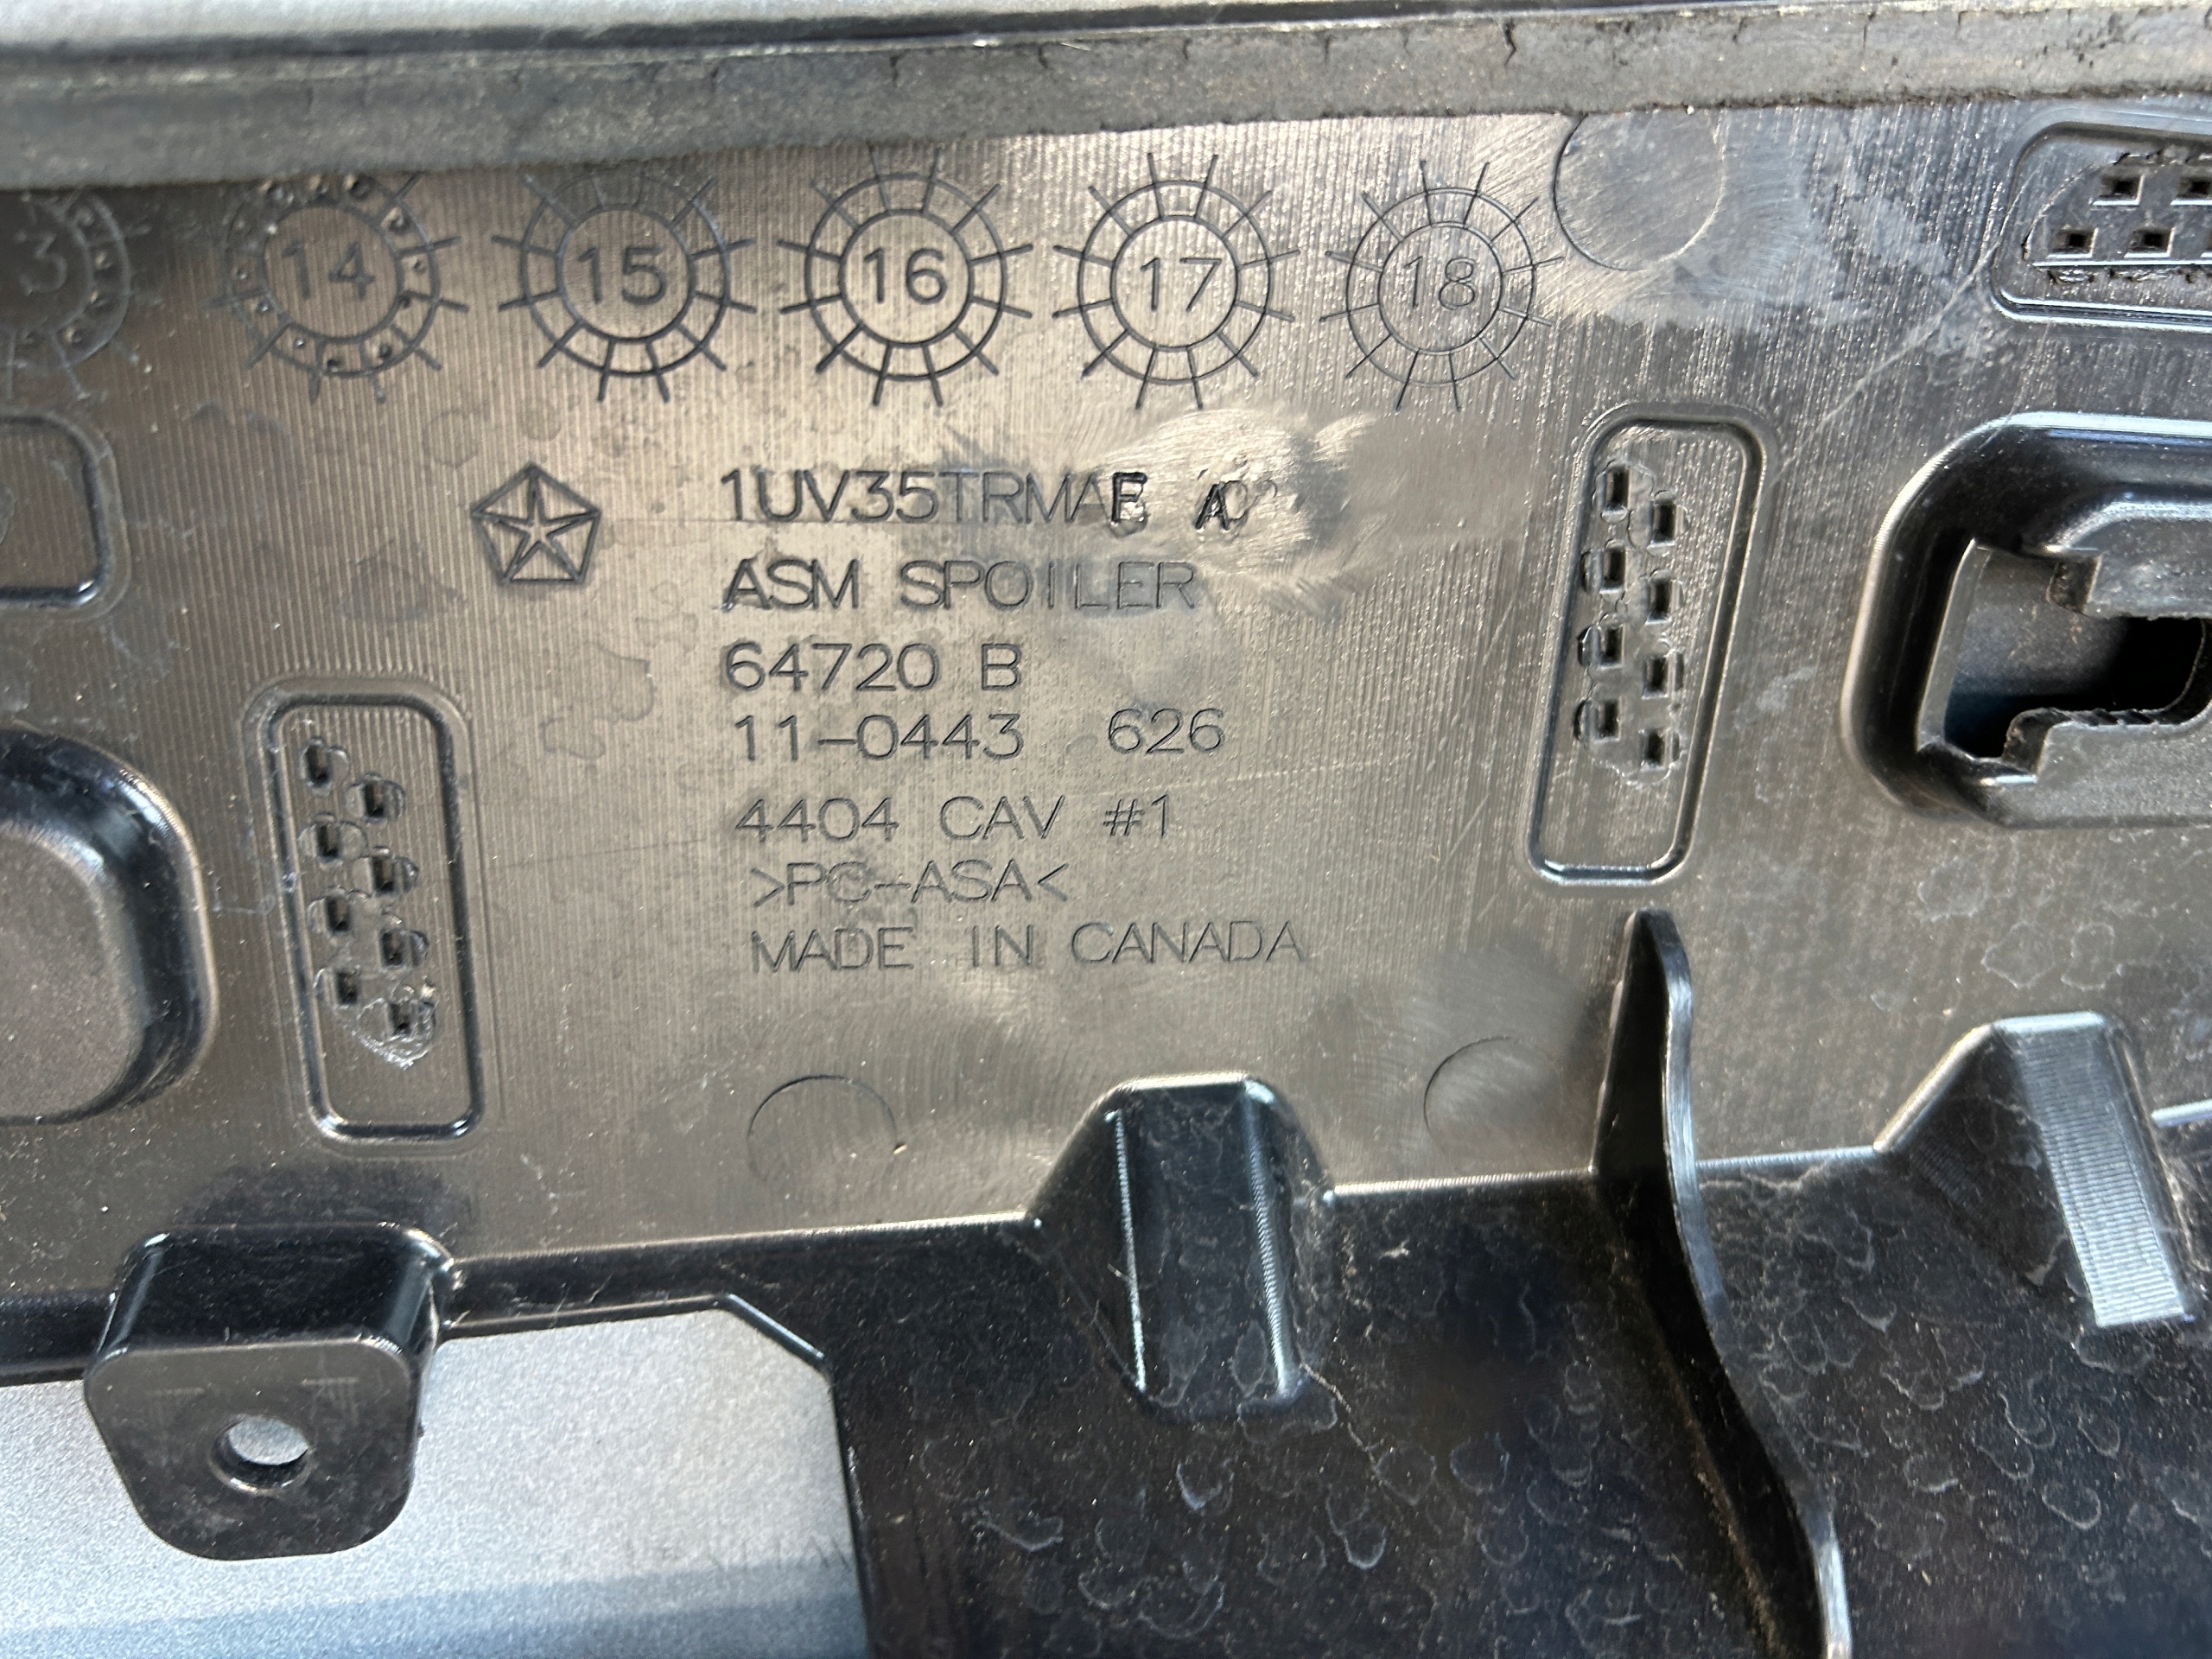 14 15 16 17 18
ASM SPOILER
64720 B
11-0443 626
4404 CAV #1
>PC-ASA<
MADE IN CANADA